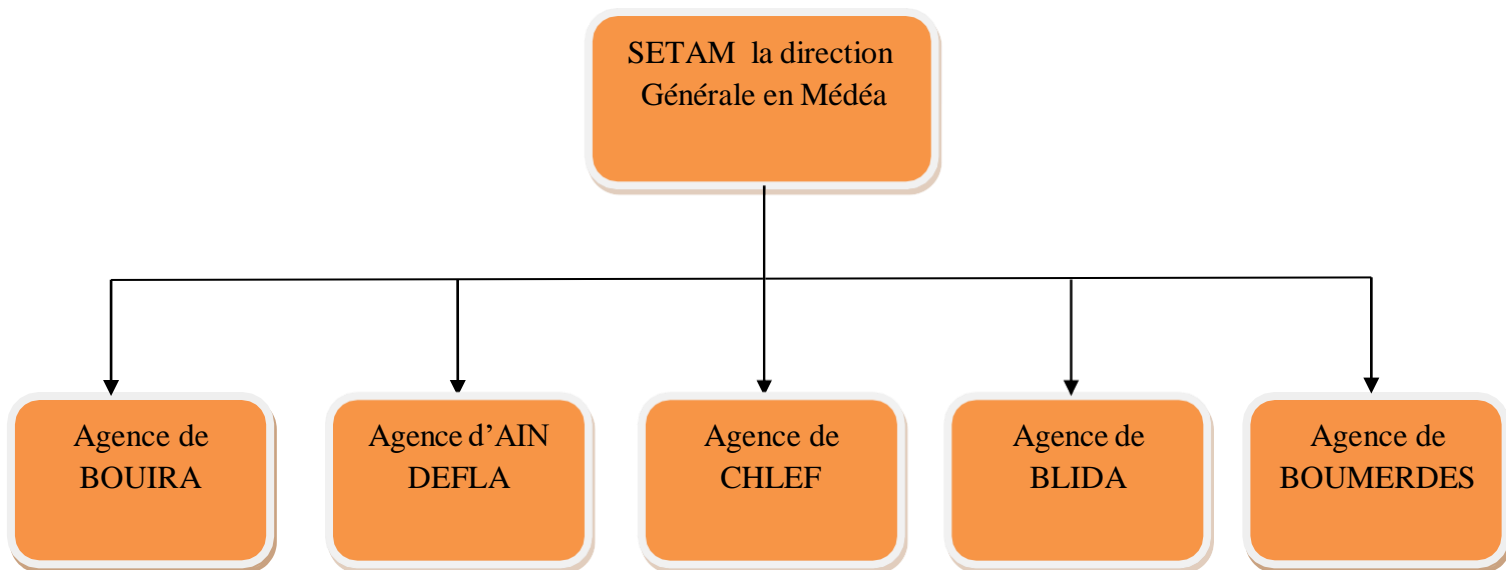 SETAM la direction
Générale en Médéa
Agence de
BOUIRA
Agence d’AIN
DEFLA
Agence de
CHLEF
Agence de
BLIDA
Agence de
BOUMERDES